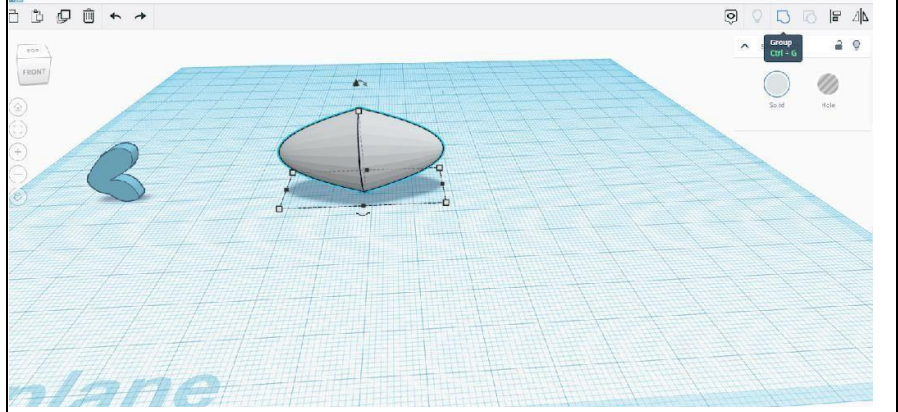 Group
Ctrl + G
FRONT
Solid
Hole
plane